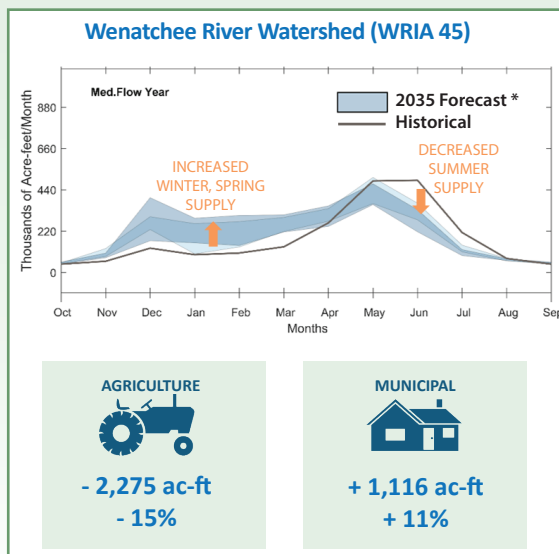 Wenatchee River Watershed (WRIA 45)
Med.Flow Year
2035 Forecast *
Historical
INCREASED
WINTER, SPRING
SUPPLY
DECREASED
SUMMER
SUPPLY
Thousands of Acre-feet/Month
880
660
440
220
0
Oct Nov Dec Jan Feb Mar Apr May Jun Jul Aug Sep
Months
AGRICULTURE
- 2,275 ac-ft
- 15%
MUNICIPAL
+ 1,116 ac-ft
+ 11%